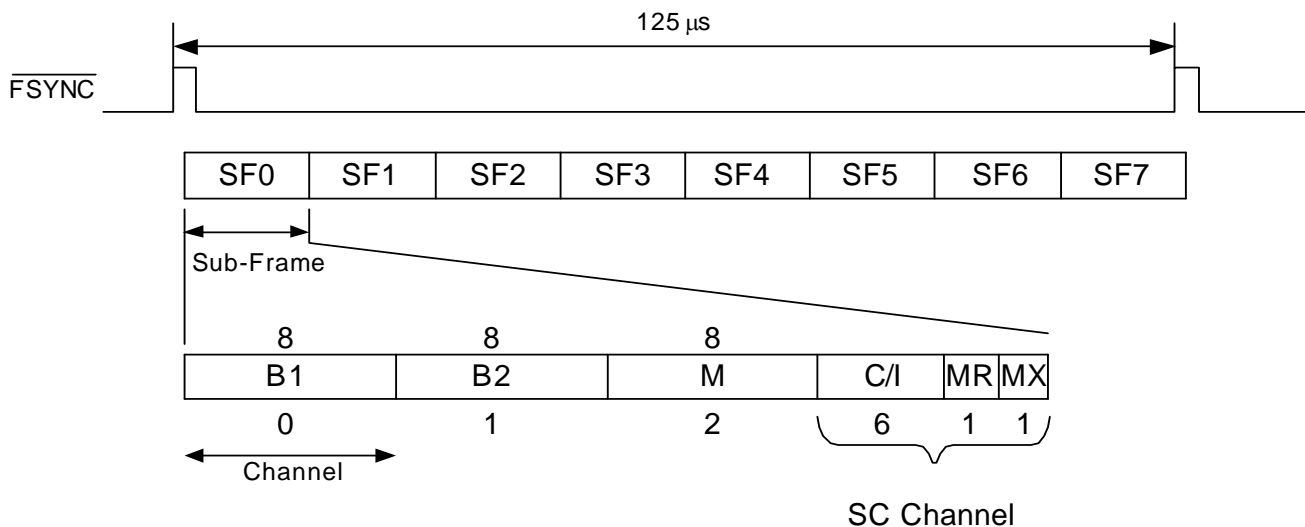 125 μs
FSYNC
SF0 SF1 SF2 SF3 SF4 SF5 SF6 SF7
Sub-Frame
8 8 8
B1 B2 M C/I MR MX
0 1 2 6 1 1
Channel
SC Channel